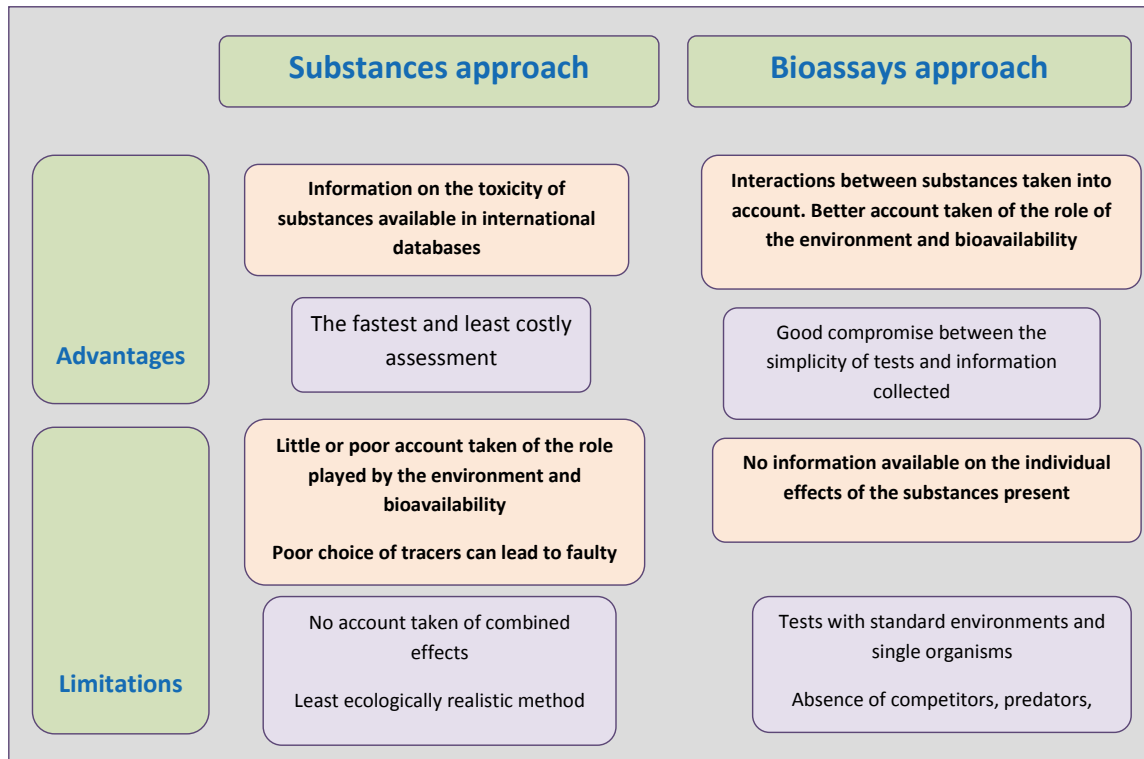 Substances approach
Bioassays approach
Advantages
Information on the toxicity of
substances available in international
databases
Interactions between substances taken into
account. Better account taken of the role of
the environment and bioavailability
The fastest and least costly
assessment
Good compromise between the
simplicity of tests and information
collected
Limitations
Little or poor account taken of the role
played by the environment and
bioavailability
Poor choice of tracers can lead to faulty
No information available on the individual
effects of the substances present
No account taken of combined
effects
Least ecologically realistic method
Tests with standard environments and
single organisms
Absence of competitors, predators,